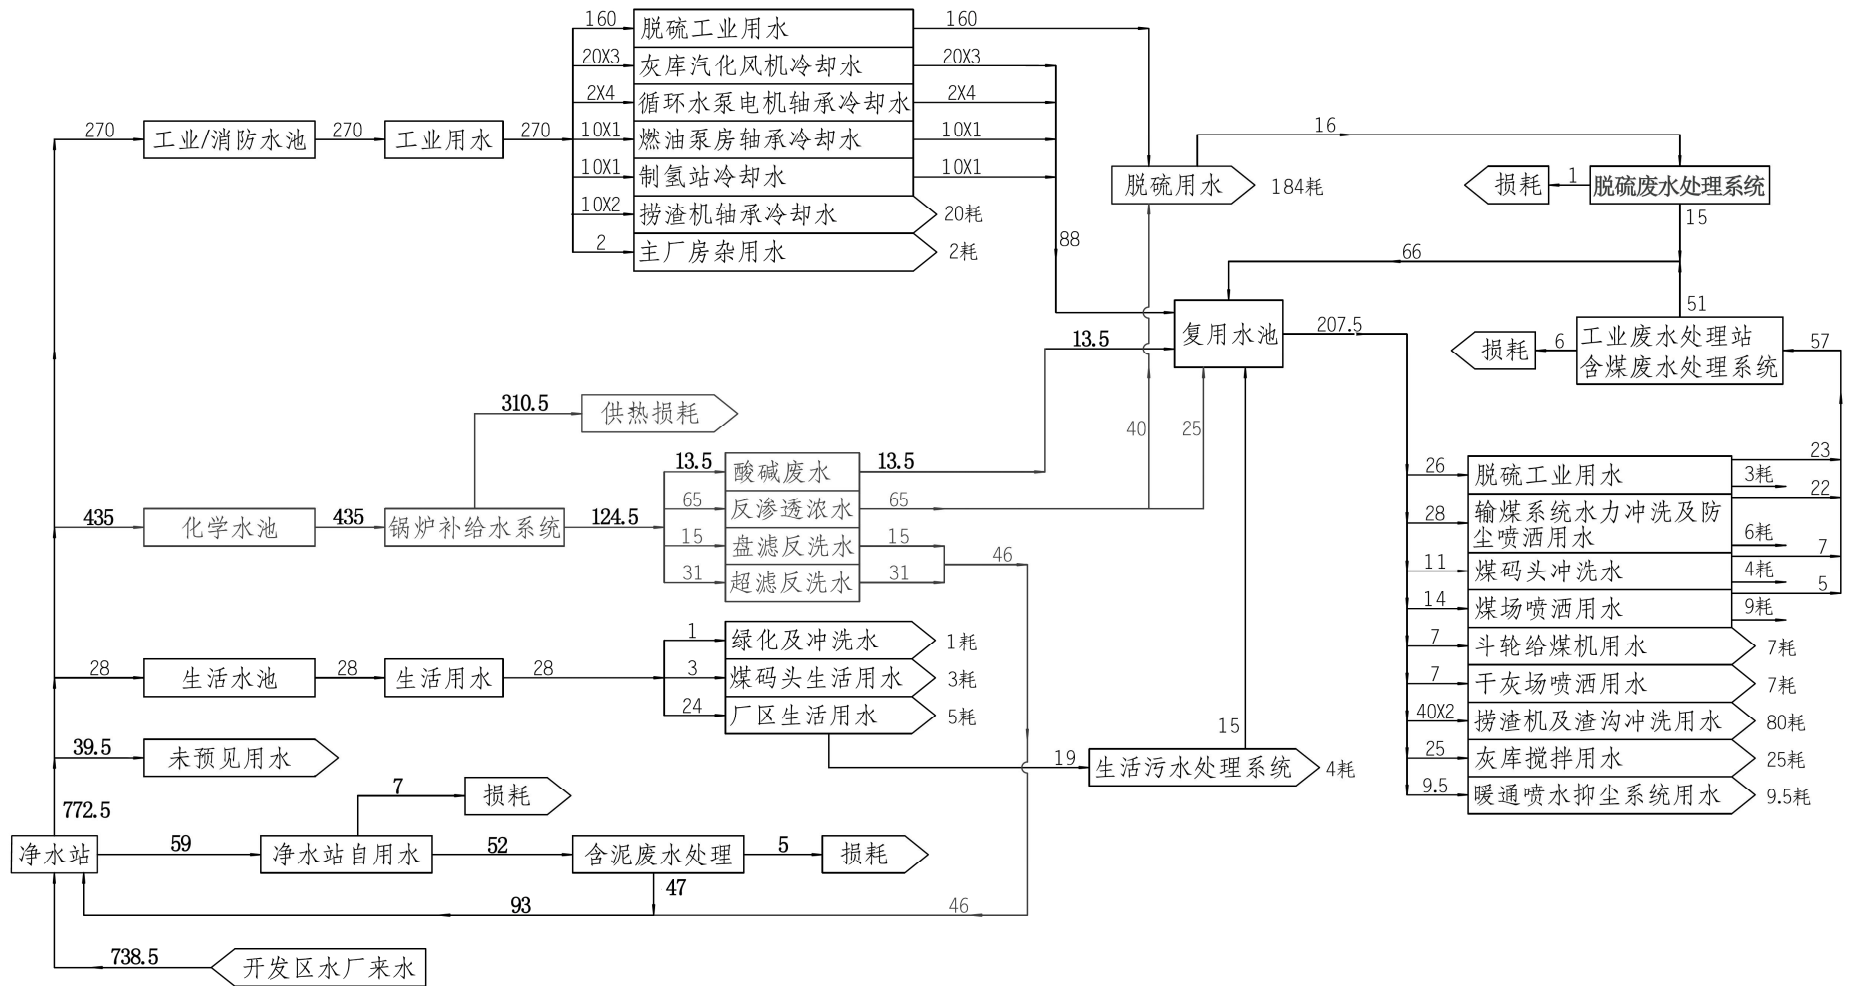 160
脱硫工业用水
160
20X3
灰库汽化风机冷却水
20X3
2X4
循环水泵电机轴承冷却水
2X4
270
工业/消防水池
270
工业用水
270
10X1
燃油泵房轴承冷却水
10X1
10X1
制氢站冷却水
10X1
10X2
捞渣机轴承冷却水
20耗
2
主厂房杂用水
2耗
88
16
脱硫用水
184耗
损耗
1
脱硫废水处理系统
15
66
51
复用水池
207.5
损耗
6
工业废水处理站
含煤废水处理系统
57
13.5
310.5
供热损耗
40
25
435
化学水池
435
锅炉补给水系统
124.5
13.5
酸碱废水
13.5
65
反渗透浓水
65
15
盘滤反洗水
15
31
超滤反洗水
31
46
26
脱硫工业用水
23
3耗
28
输煤系统水力冲洗及防
尘喷洒用水
22
6耗
11
煤码头冲洗水
7
4耗
14
煤场喷洒用水
5
9耗
7
斗轮给煤机用水
7耗
7
干灰场喷洒用水
7耗
40X2
捞渣机及渣沟冲洗用水
80耗
25
灰库搅拌用水
25耗
9.5
暖通喷水抑尘系统用水
9.5耗
28
生活水池
28
生活用水
28
1
绿化及冲洗水
1耗
3
煤码头生活用水
3耗
24
厂区生活用水
5耗
19
生活污水处理系统
4耗
15
39.5
未预见用水
772.5
7
损耗
净水站
59
净水站自用水
52
含泥废水处理
5
损耗
47
93
46
738.5
开发区水厂来水